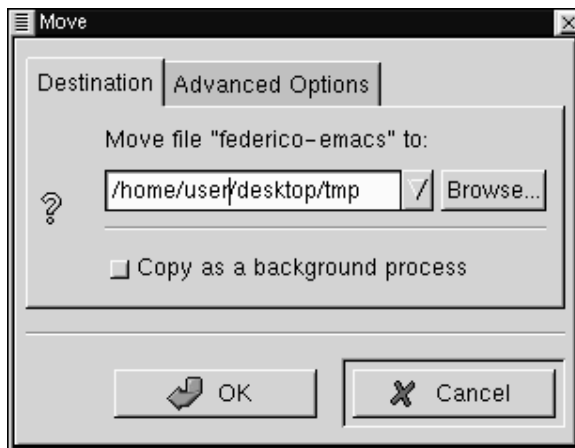 Move
Destination Advanced Options
Move file "federico-emacs" to:
/home/user/desktop/tmp Browse...
Copy as a background process
OK Cancel